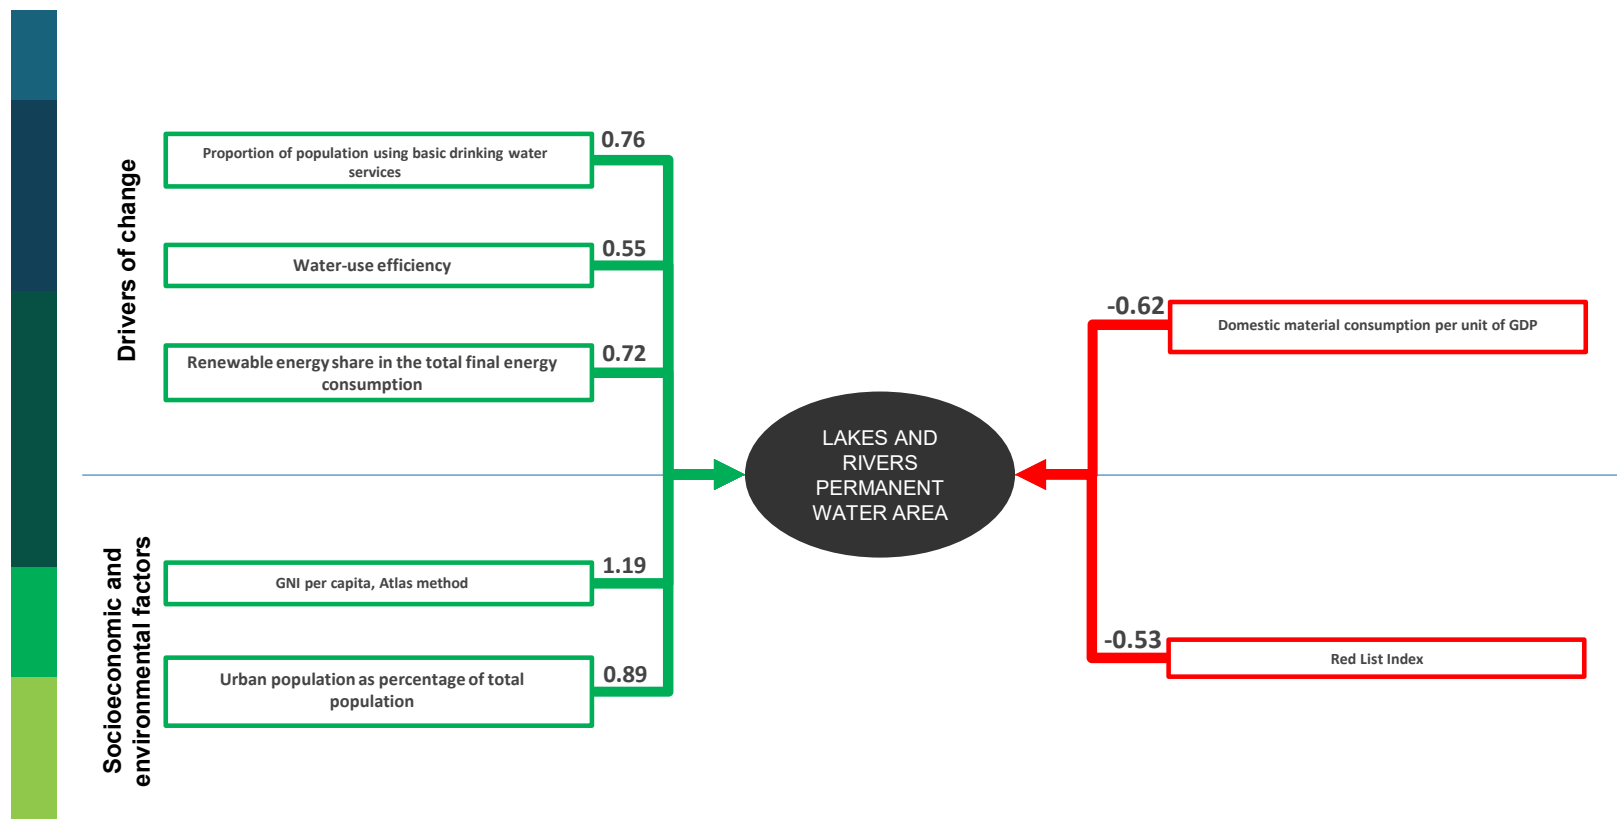 Drivers of change
Proportion of population using basic drinking water
services
0.76
Water-use efficiency
0.55
Renewable energy share in the total final energy
consumption
0.72
Socioeconomic and
environmental factors
GNI per capita, Atlas method
1.19
Urban population as percentage of total
population
0.89
LAKES AND
RIVERS
PERMANENT
WATER AREA
-0.62
Domestic material consumption per unit of GDP
-0.53
Red List Index